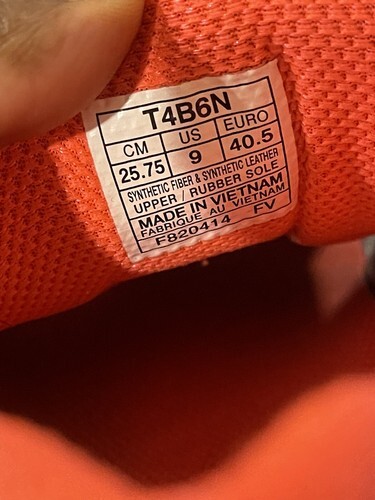 T4B6N
CM US EURO
25.75 9 40.5
SYNTHETIC FIBER & SYNTHETIC LEATHER
UPPER / RUBBER SOLE
MADE IN VIETNAM
FABRIQUE AU VIETNAM
F820414 FV